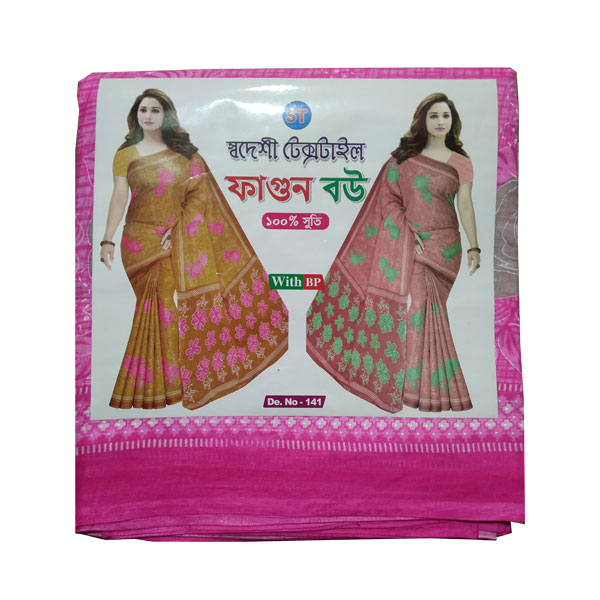 ST
স্বদেশী টেক্সটাইল
ফাগুন বউ
১০০% সুতি
With BP
De. No - 141